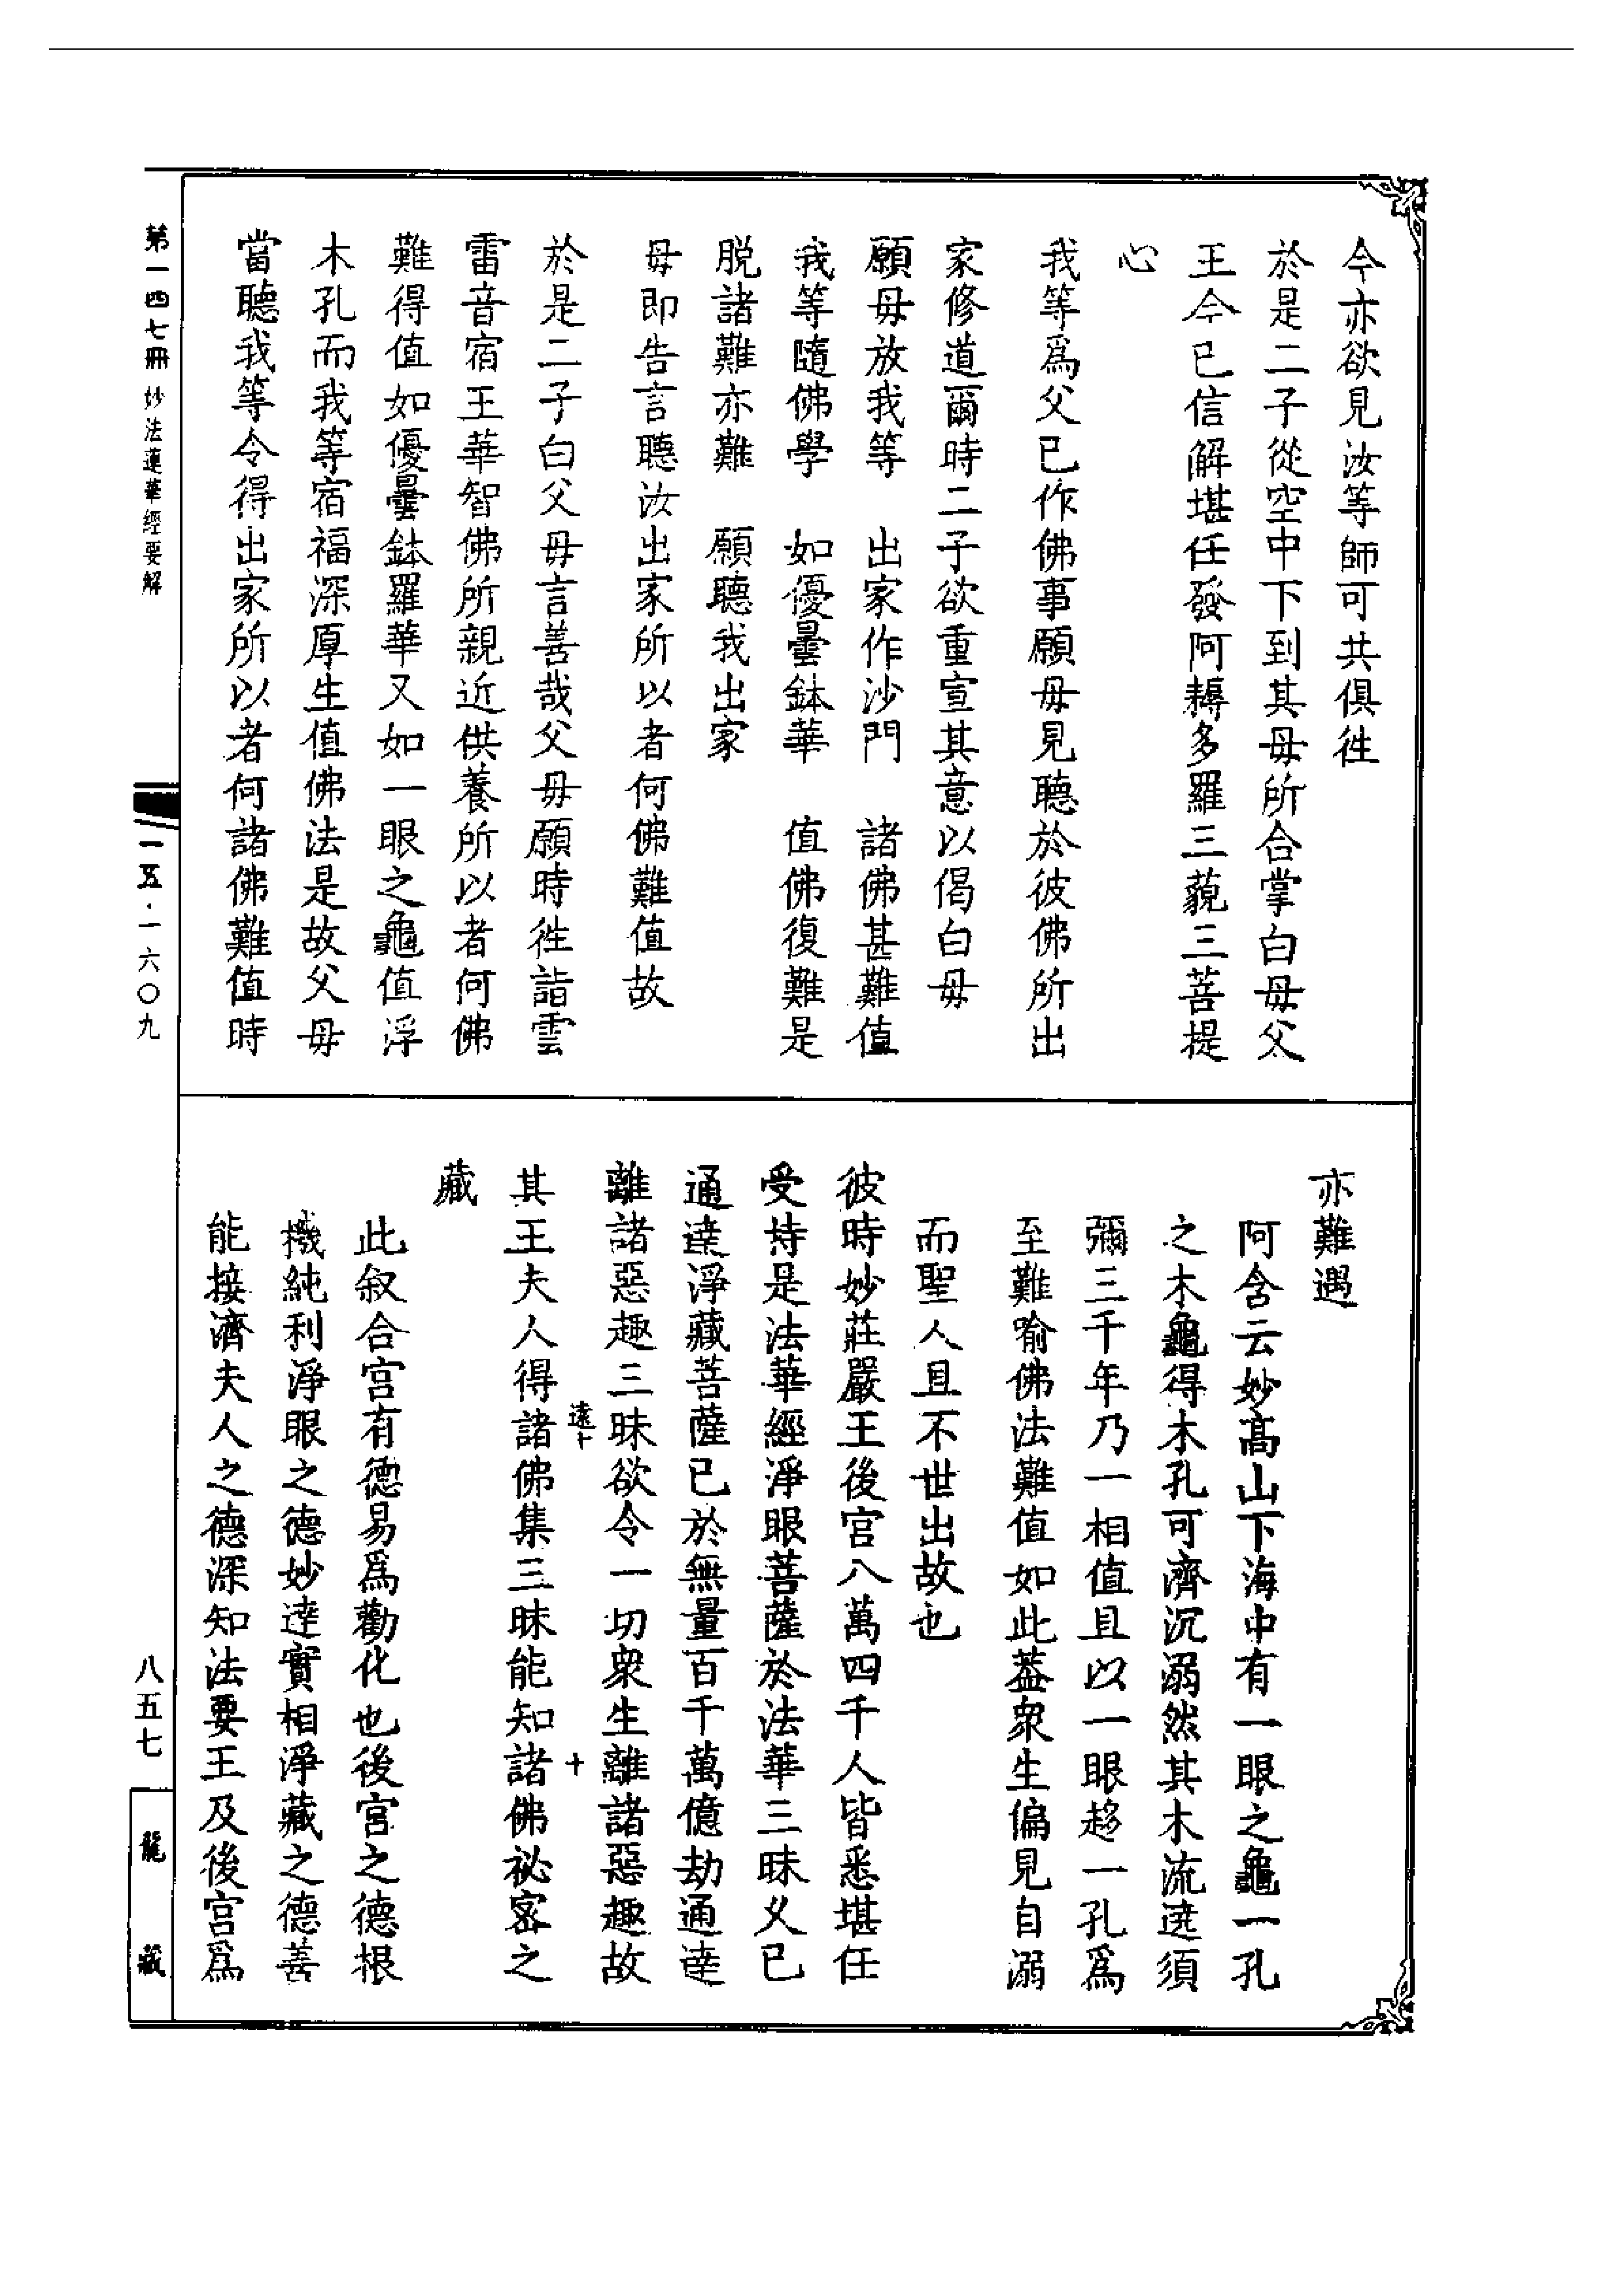 今亦欲見汝等師可共俱徃
於是二子從空中下到其母所合掌白母父
王今已信解堪任發阿耨多羅三藐三菩提
心
我等爲父已作佛事願母見聽於彼佛所出
家修道爾時二子欲重宣其意以偈白母
願母放我等　出家作沙門　諸佛甚難值
我等隨佛學　如優曇鉢華　值佛復難是
脱諸難亦難　願聽我出家
母即告言聽汝出家所以者何佛難值故
於是二子白父母言善哉父母願時徃詣雲
雷音宿王華智佛所親近供養所以者何佛
難得值如優曇鉢羅華又如一眼之龜值浮
木孔而我等宿福深厚生值佛法是故父母
當聽我等令得出家所以者何諸佛難值時
亦難遇
阿含云妙高山下海中有一眼之龜一孔
之木龜得木孔可濟沉溺然其木流逆須
彌三千年乃一相值且以一眼趂一孔爲
至難喻佛法難值如此葢衆生偏見自溺
而聖人且不世出故也
彼時妙莊嚴王後宫八萬四千人皆悉堪任
受持是法華經淨眼菩薩於法華三昧乆已
通達淨藏菩薩已於無量百千萬億劫通達
離諸惡趣三昧欲令一切衆生離諸惡趣故
遠十
十
其王夫人得諸佛集三昧能知諸佛祕密之
藏
此叙合宫有德易爲勸化也後宫之德根
機純利淨眼之德妙達實相淨藏之德善
能接濟夫人之德深知法要王及後宫爲
第一四七冊 妙法蓮華經要解
一五·一六〇九
八五七
龍藏